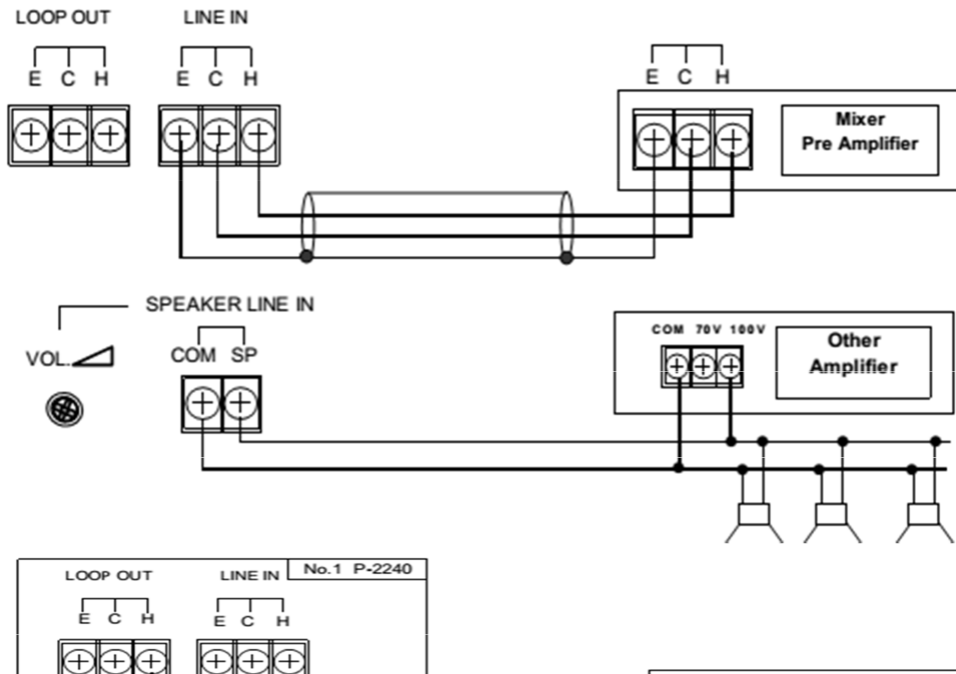 LOOP OUT
LINE IN
E C H
E C H
E C H
Mixer
Pre Amplifier
SPEAKER LINE IN
VOL.
COM SP
COM 70V 100V
Other
Amplifier
No.1 P-2240
LOOP OUT
LINE IN
E C H
E C H